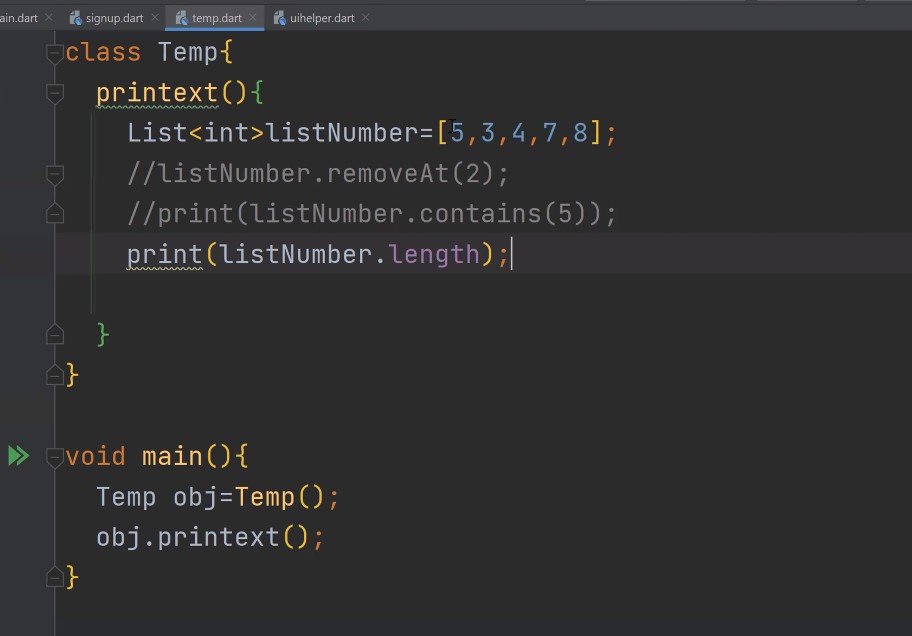 ain.dart signup.dart temp.dart uihelper.dart
class Temp{
printext(){
List<int>listNumber=[5,3,4,7,8];
//listNumber.removeAt(2);
//print(listNumber.contains(5));
print(listNumber.length);
}
}
void main(){
Temp obj=Temp();
obj.printext();
}